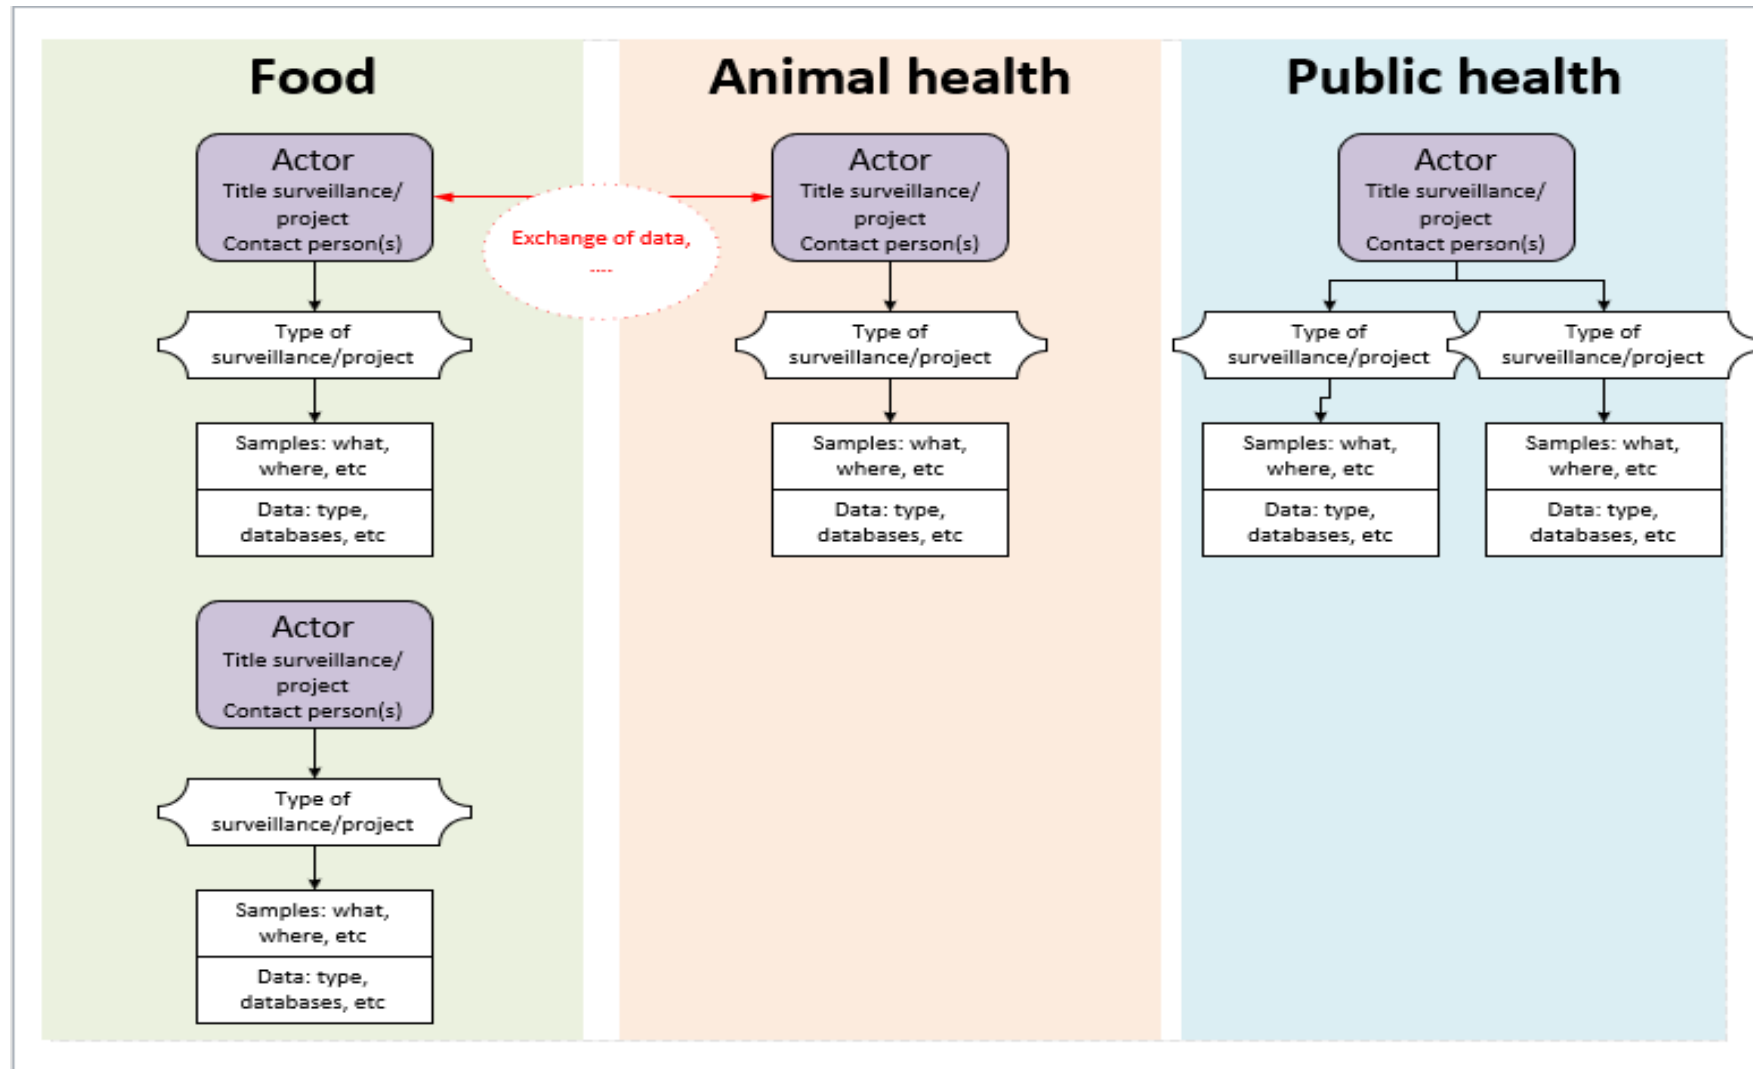 Food
Actor
Title surveillance/
project
Contact person(s)
Type of
surveillance/project
Samples: what,
where, etc
Data: type,
databases, etc
Actor
Title surveillance/
project
Contact person(s)
Type of
surveillance/project
Samples: what,
where, etc
Data: type,
databases, etc
Exchange of data,
----
Animal health
Actor
Title surveillance/
project
Contact person(s)
Type of
surveillance/project
Samples: what,
where, etc
Data: type,
databases, etc
Public health
Actor
Title surveillance/
project
Contact person(s)
Type of
surveillance/project
Samples: what,
where, etc
Data: type,
databases, etc
Type of
surveillance/project
Samples: what,
where, etc
Data: type,
databases, etc